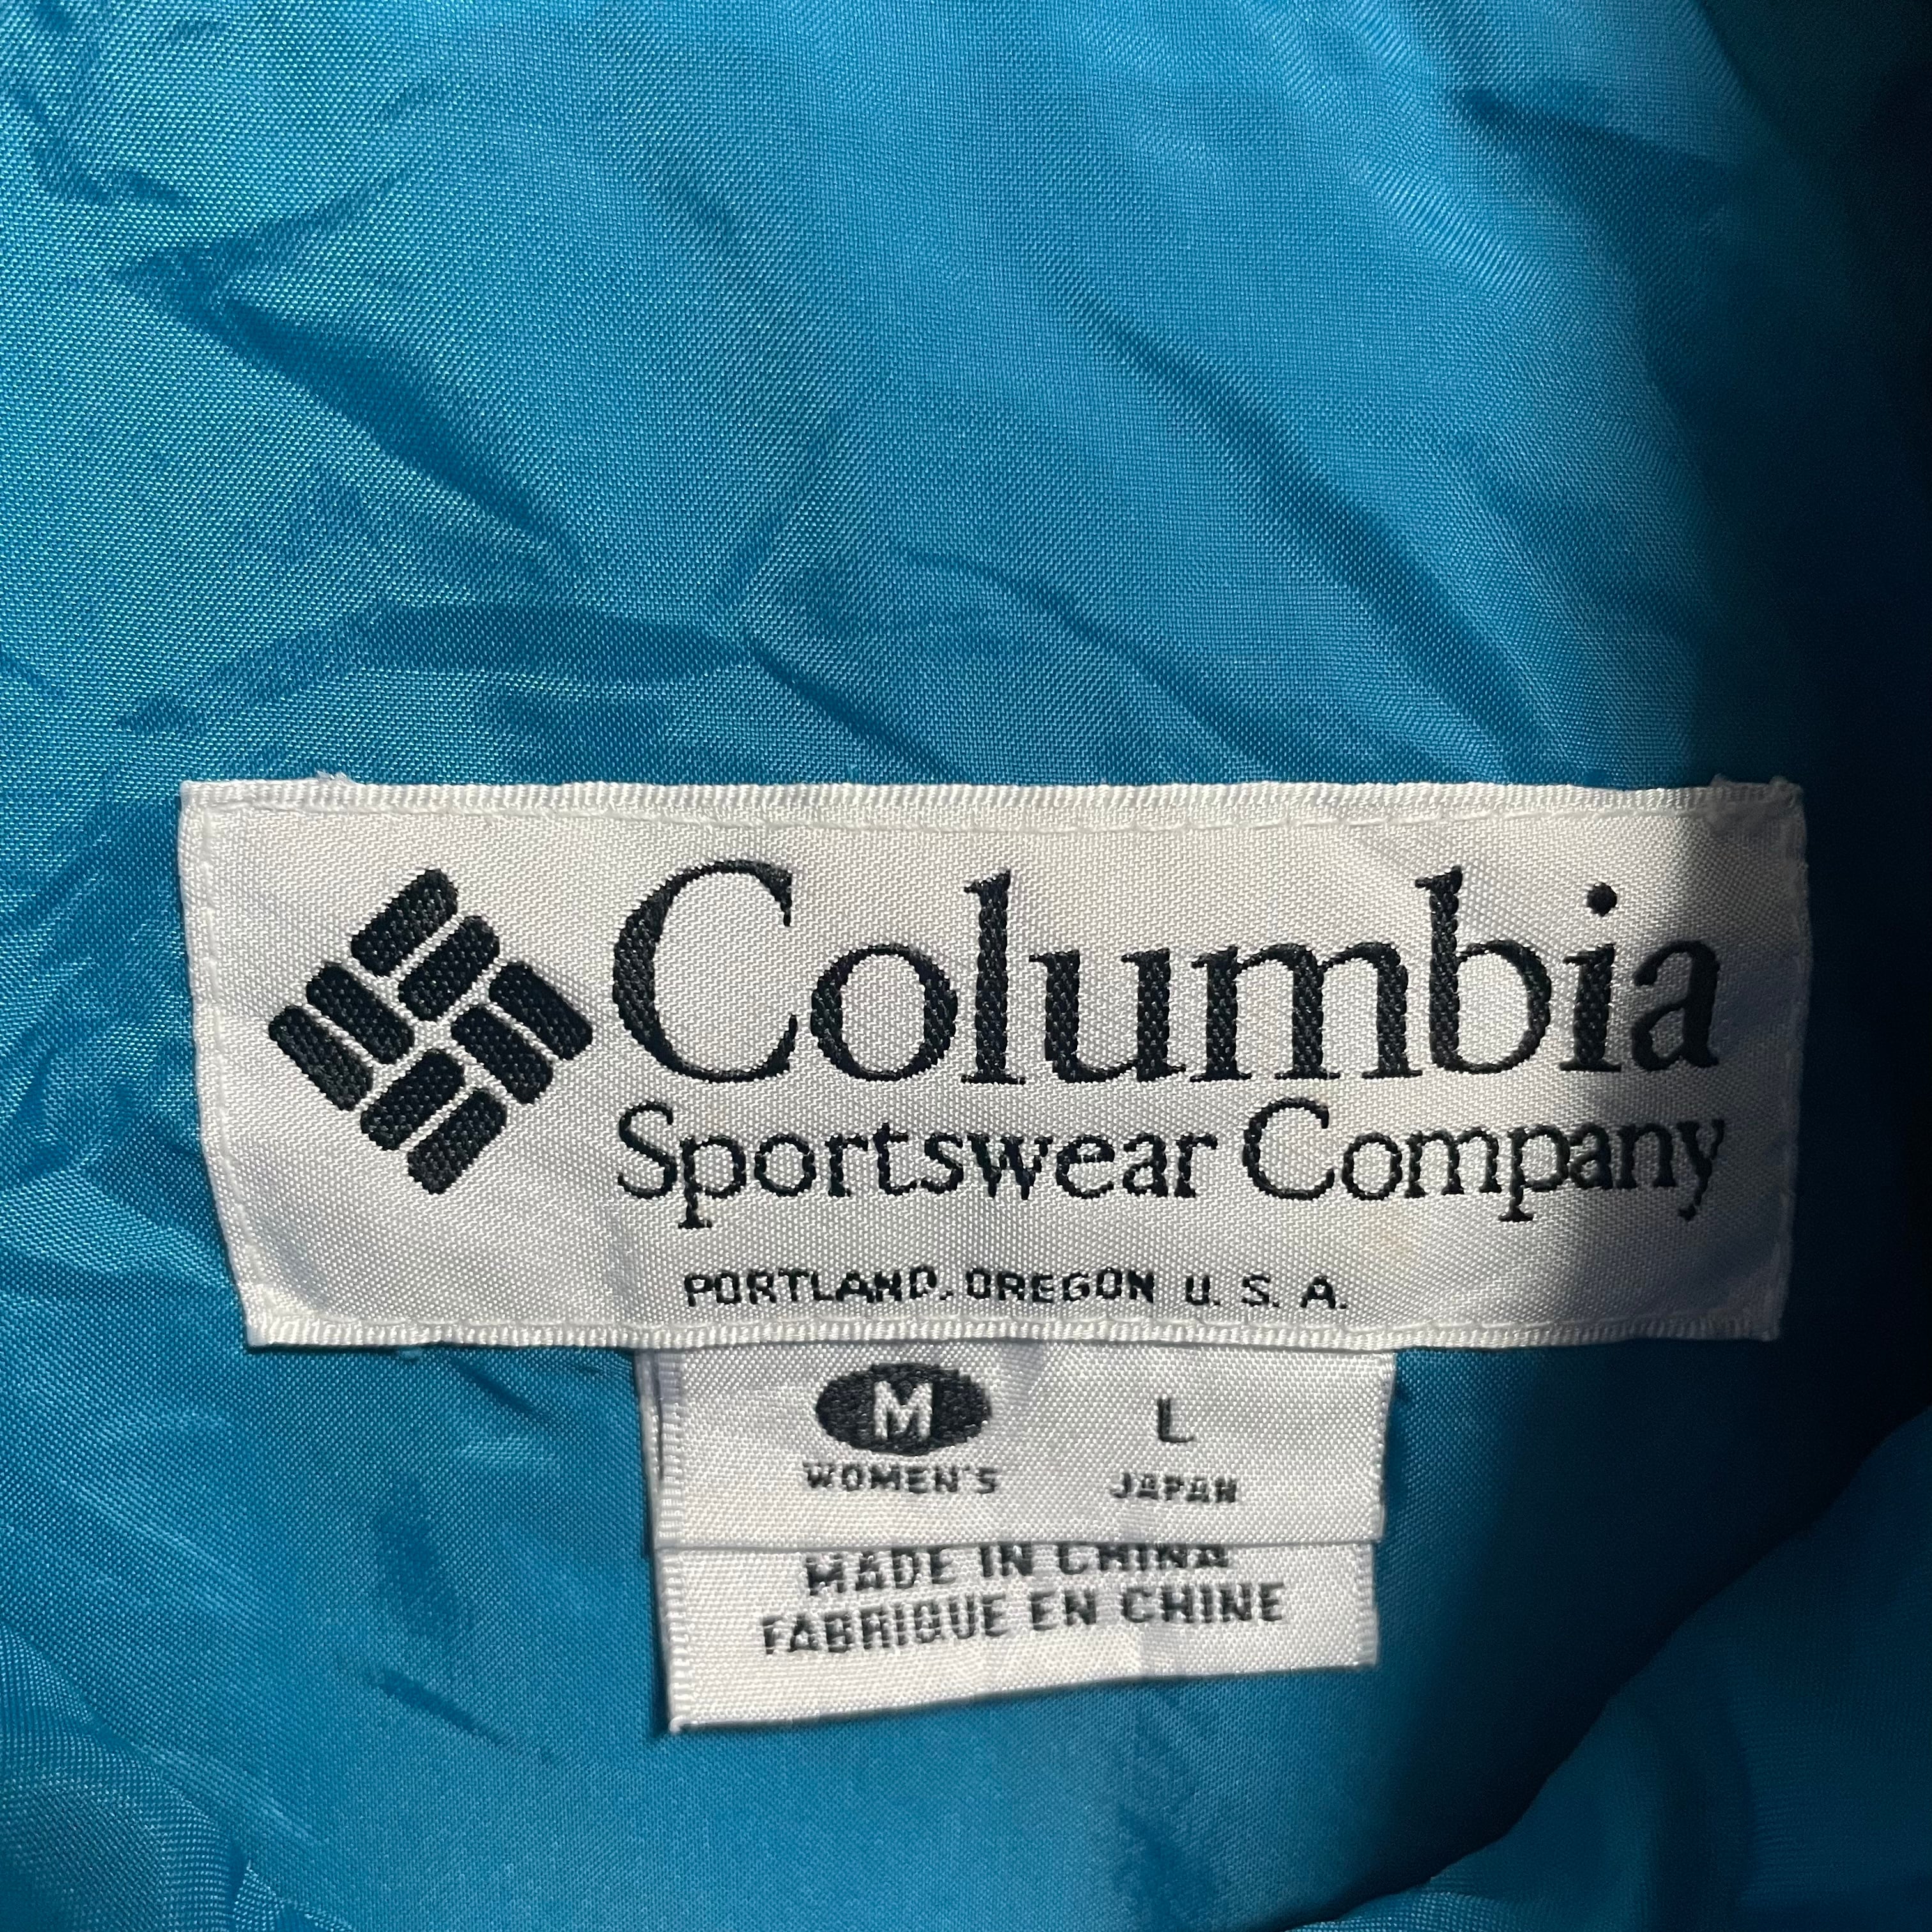 Columbia
Sportswear Company
PORTLAND, OREGON U. S. A.
M L
WOMEN'S JAPAN
MADE IN CHINA
FABRIQUE EN CHINE